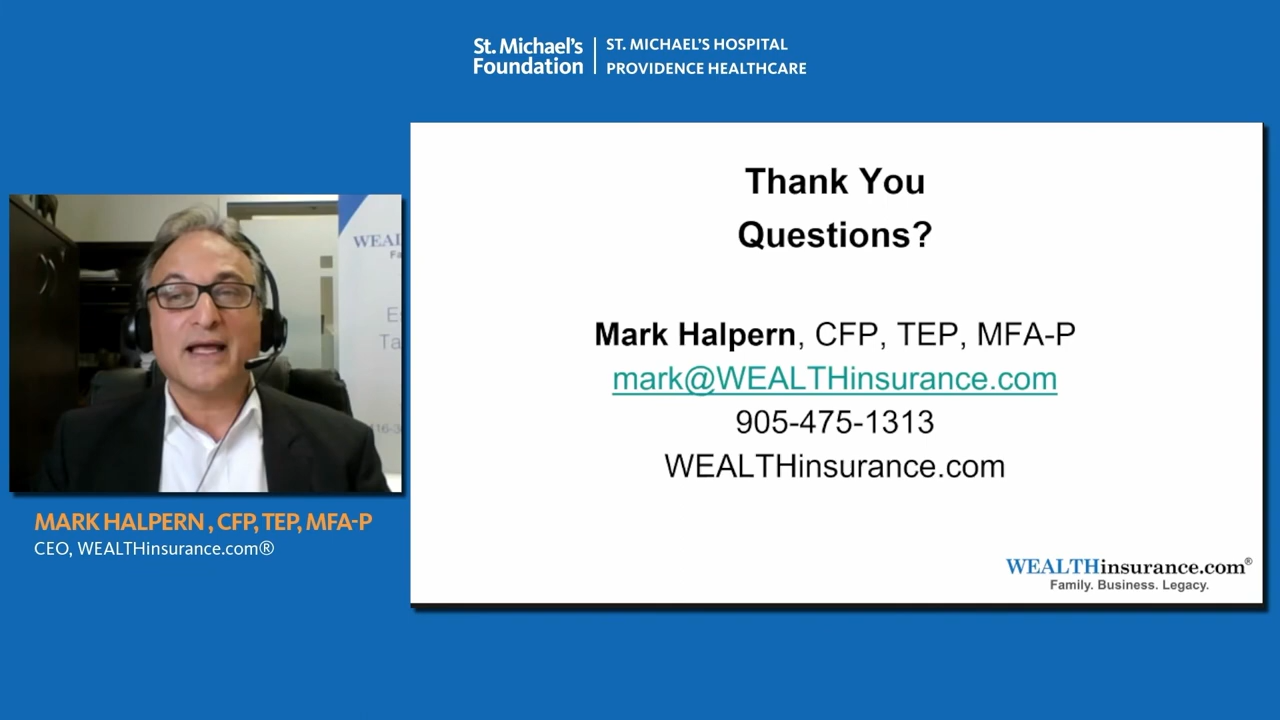 St. Michael's
Foundation
ST. MICHAEL'S HOSPITAL
PROVIDENCE HEALTHCARE
Thank You
Questions?
Mark Halpern, CFP, TEP, MFA-P
mark@WEALTHinsurance.com
905-475-1313
WEALTHinsurance.com
WEALTHinsurance.com®
Family. Business. Legacy.
MARK HALPERN , CFP, TEP, MFA-P
CEO, WEALTHinsurance.com®